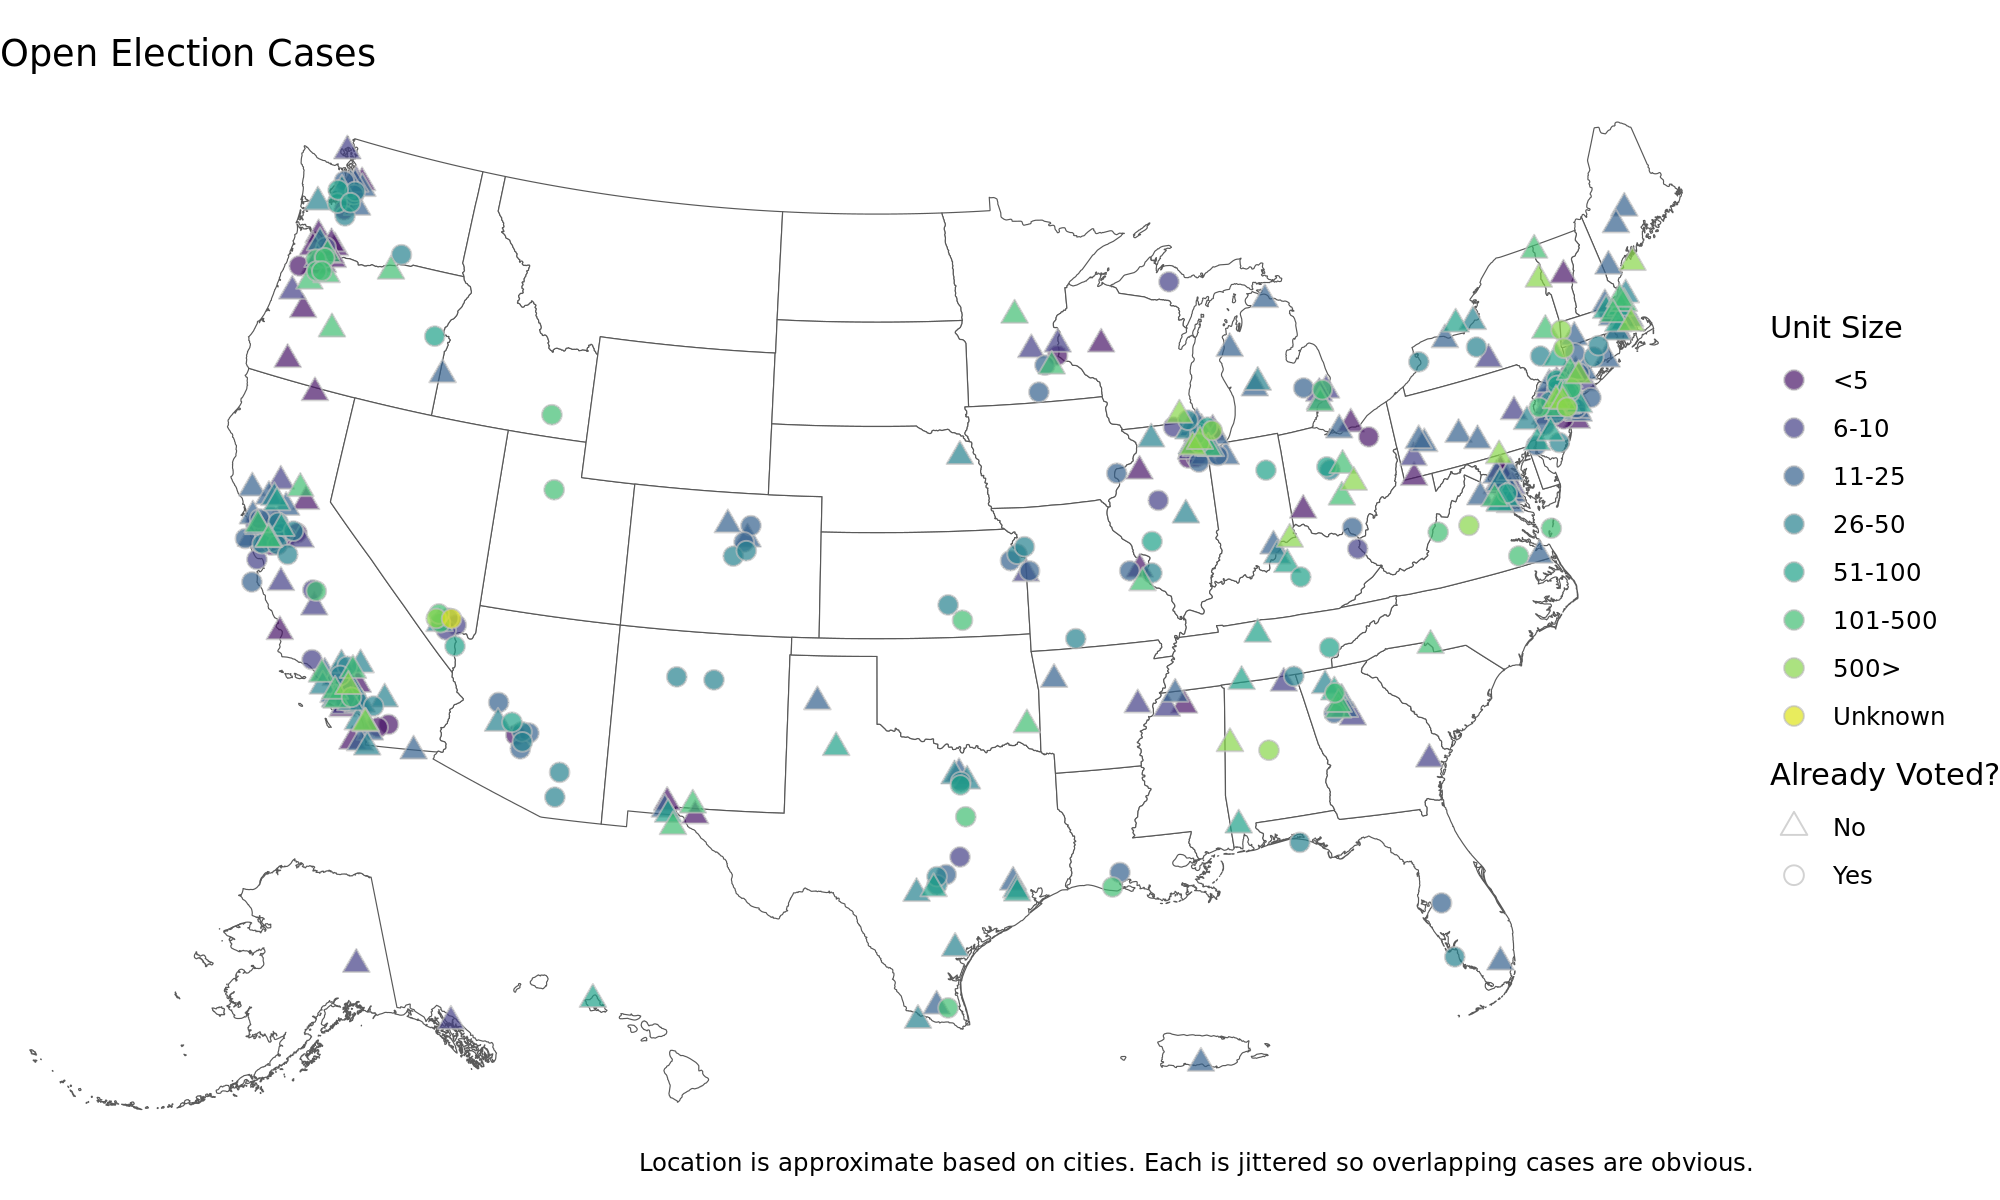 Open Election Cases
Unit Size
<5
6-10
11-25
26-50
51-100
101-500
500>
Unknown
Already Voted?
No
Yes
Location is approximate based on cities. Each is jittered so overlapping cases are obvious.